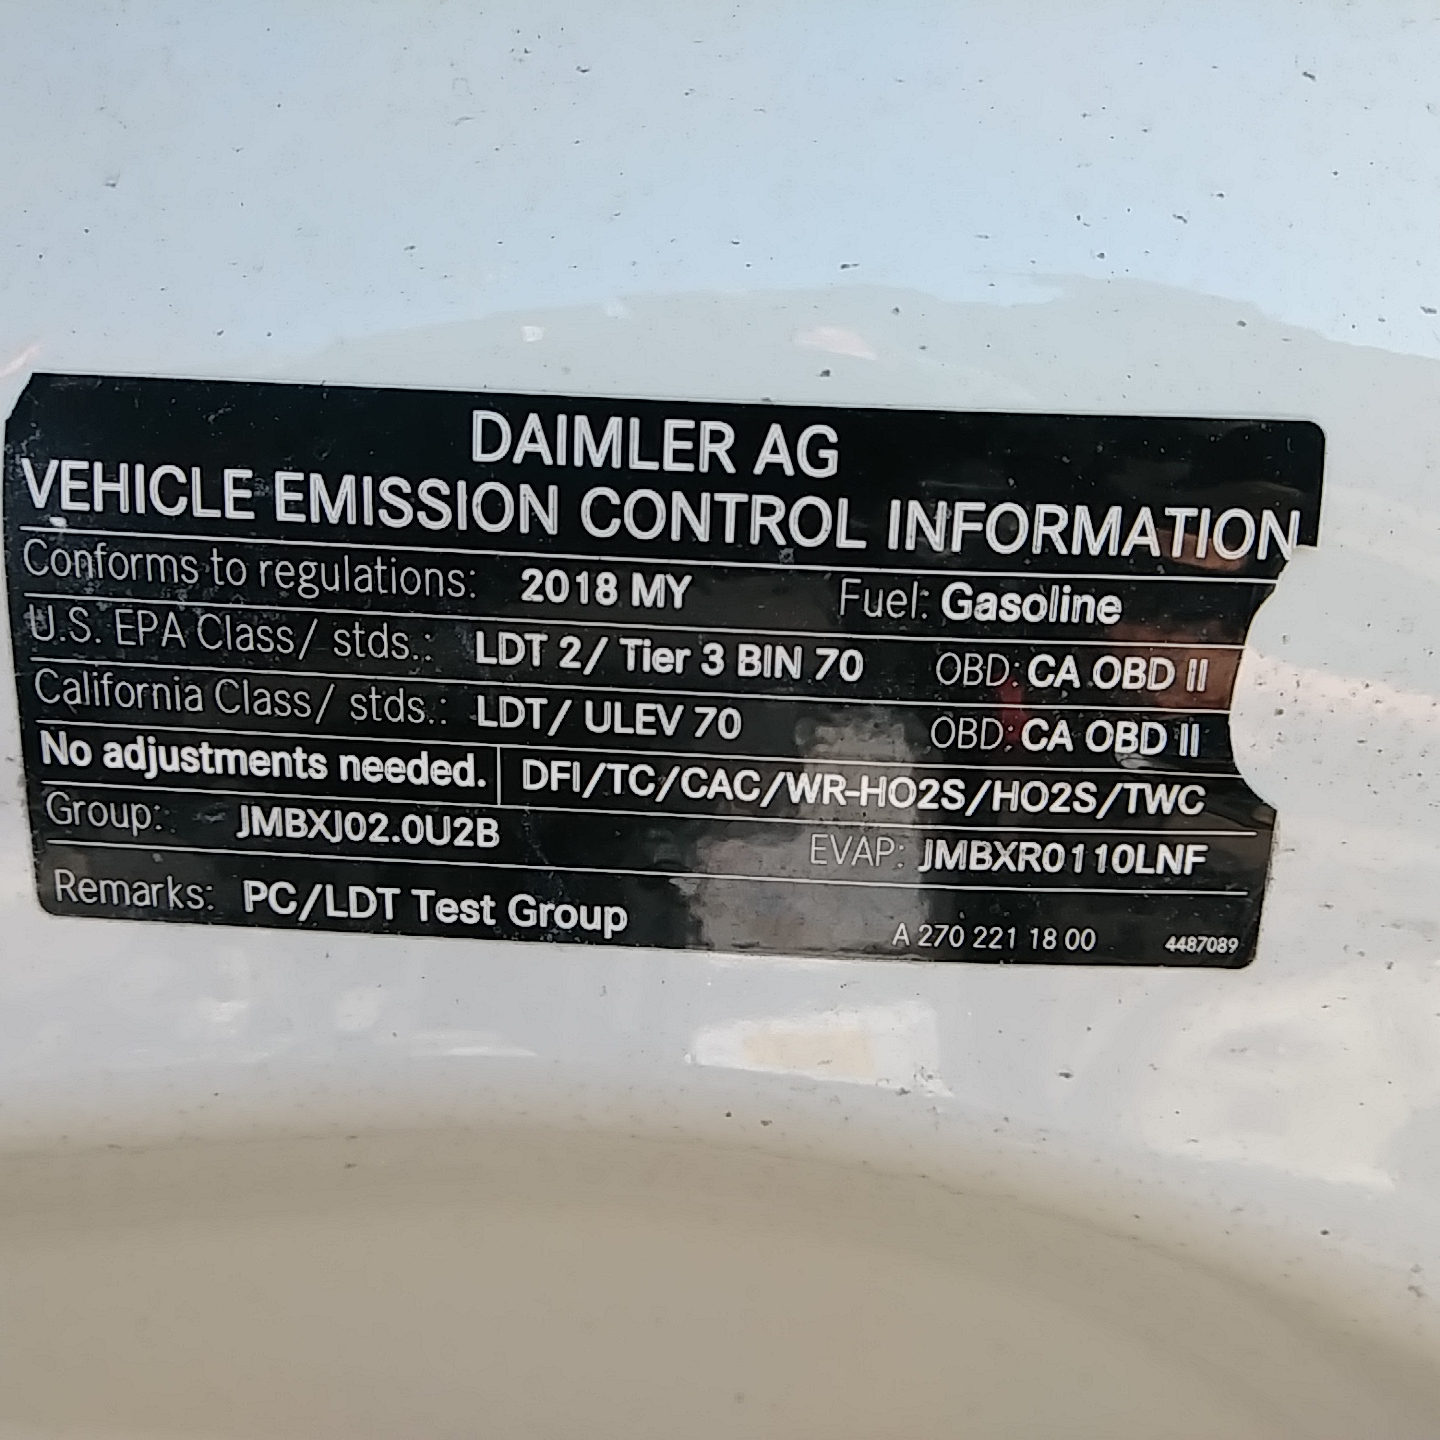 DAIMLER AG
VEHICLE EMISSION CONTROL INFORMATION
Conforms to regulations: 2018 MY Fuel: Gasoline
U.S. EPA Class/ stds.: LDT 2/ Tier 3 BIN 70 OBD: CA OBD II
California Class/ stds.: LDT/ ULEV 70 OBD: CA OBD II
No adjustments needed. DFI/TC/CAC/WR-HO2S/HO2S/TWC
Group: JMBXJ02.0U2B EVAP: JMBXR0110LNF
Remarks: PC/LDT Test Group
A 270 221 18 00 4487089